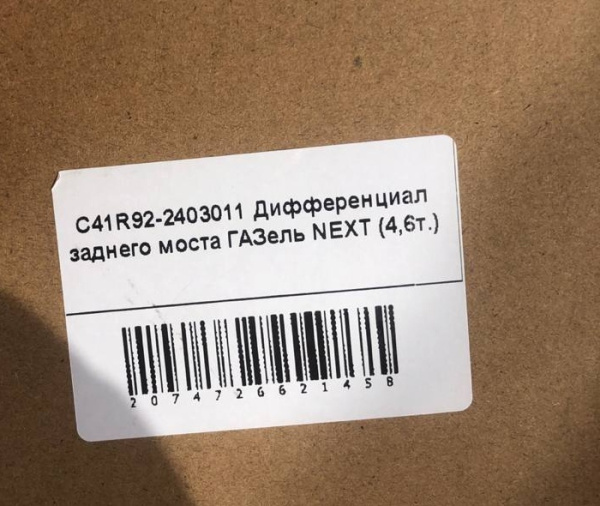 C41R92-2403011 Дифференциал
заднего моста ГАЗель NEXT (4,6т.)
2074726621458